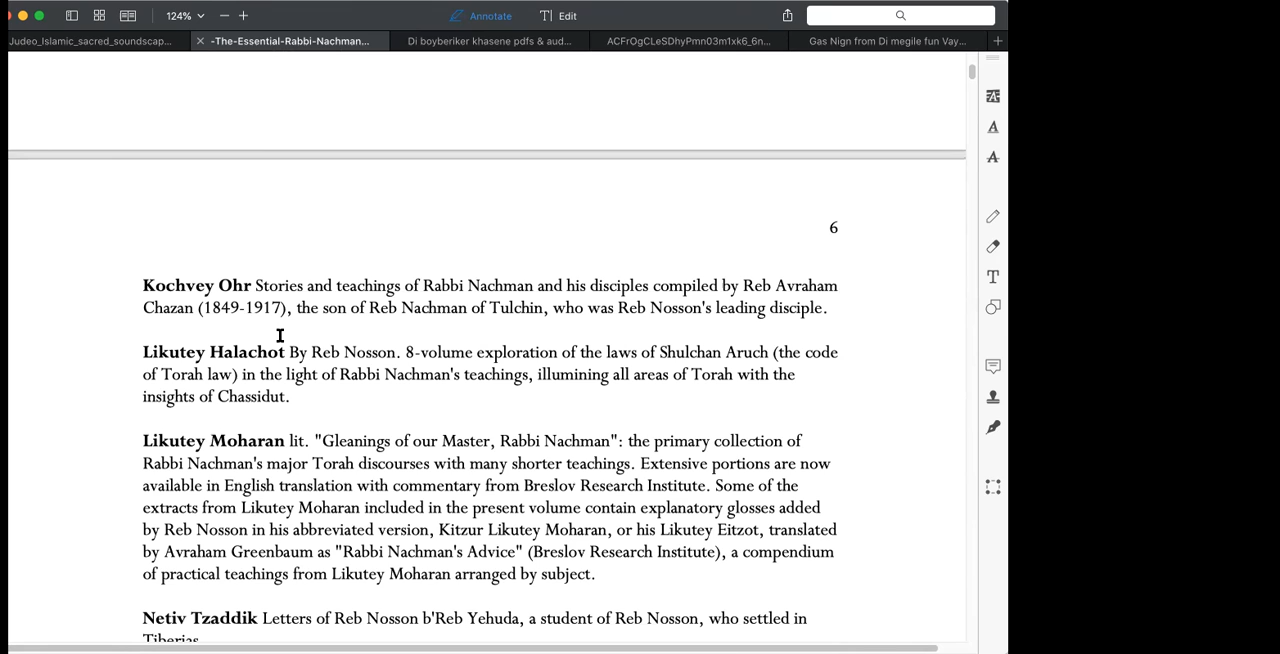 124%
Annotate
Edit
Judeo_Islamic_sacred_soundscap...
-The-Essential-Rabbi-Nachman...
Di boyberiker khasene pdfs & aud...
ACFrOgCLeSDhyPmn03m1xk6_6n...
Gas Nign from Di megile fun Vay...
6
Kochvey Ohr Stories and teachings of Rabbi Nachman and his disciples compiled by Reb Avraham
Chazan (1849-1917), the son of Reb Nachman of Tulchin, who was Reb Nosson's leading disciple.
Likutey Halachot By Reb Nosson. 8-volume exploration of the laws of Shulchan Aruch (the code
of Torah law) in the light of Rabbi Nachman's teachings, illumining all areas of Torah with the
insights of Chassidut.
Likutey Moharan lit. "Gleanings of our Master, Rabbi Nachman": the primary collection of
Rabbi Nachman's major Torah discourses with many shorter teachings. Extensive portions are now
available in English translation with commentary from Breslov Research Institute. Some of the
extracts from Likutey Moharan included in the present volume contain explanatory glosses added
by Reb Nosson in his abbreviated version, Kitzur Likutey Moharan, or his Likutey Eitzot, translated
by Avraham Greenbaum as "Rabbi Nachman's Advice" (Breslov Research Institute), a compendium
of practical teachings from Likutey Moharan arranged by subject.
Netiv Tzaddik Letters of Reb Nosson b'Reb Yehuda, a student of Reb Nosson, who settled in
Tiberias